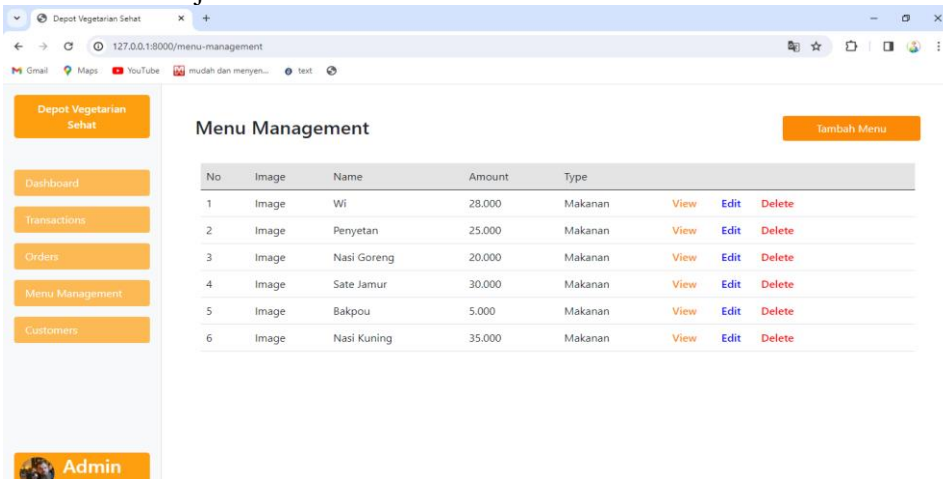 Depot Vegetarian Sehat
127.0.0.1:8000/menu-management
Gmail Maps YouTube mudah dan menyen... text
Depot Vegetarian
Sehat
Menu Management
Tambah Menu
Dashboard
Transactions
Orders
Menu Management
Customers
No Image Name Amount Type
1 Image Wi 28.000 Makanan View Edit Delete
2 Image Penyetan 25.000 Makanan View Edit Delete
3 Image Nasi Goreng 20.000 Makanan View Edit Delete
4 Image Sate Jamur 30.000 Makanan View Edit Delete
5 Image Bakpou 5.000 Makanan View Edit Delete
6 Image Nasi Kuning 35.000 Makanan View Edit Delete
Admin